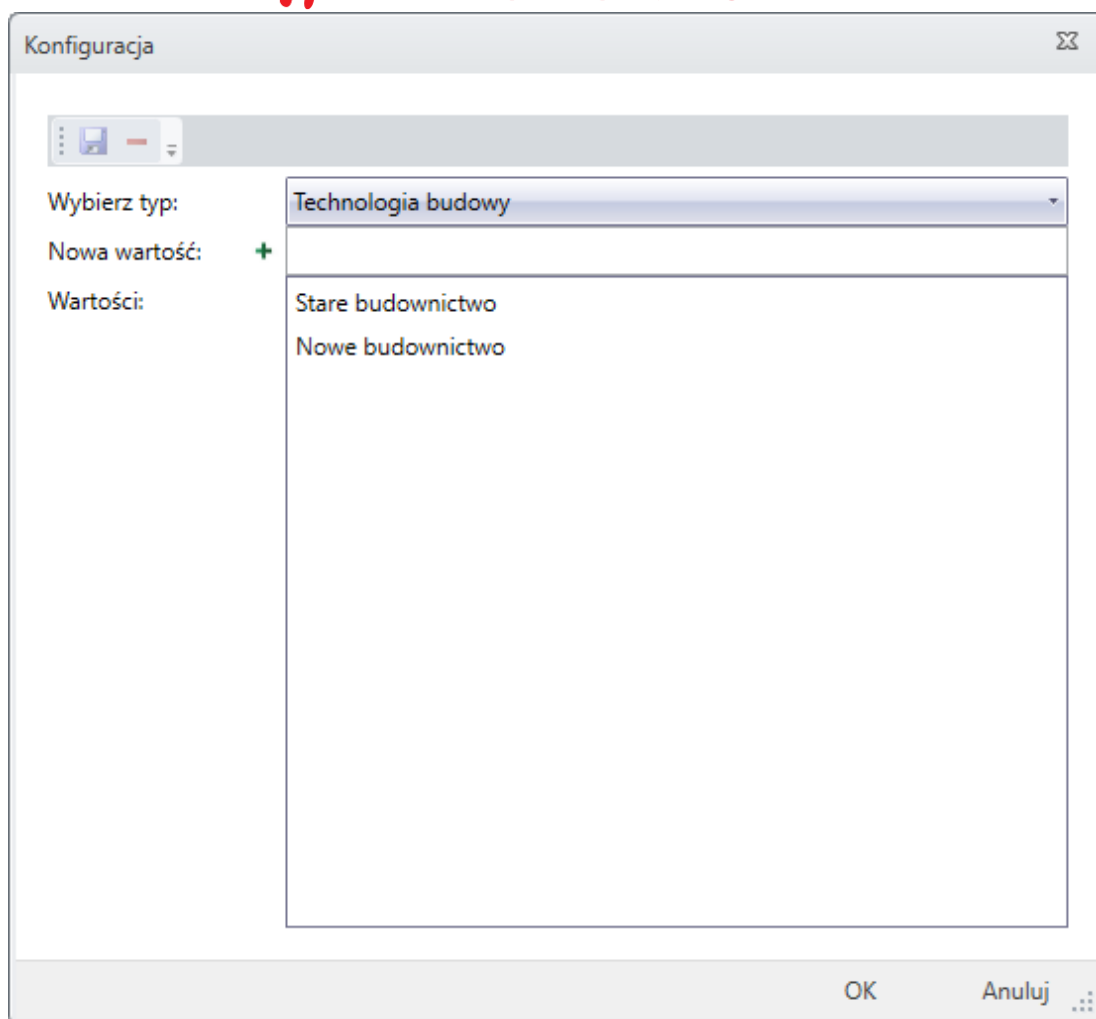 Konfiguracja
Wybierz typ: Technologia budowy
Nowa wartość:
Wartości: Stare budownictwo
Nowe budownictwo
OK Anuluj